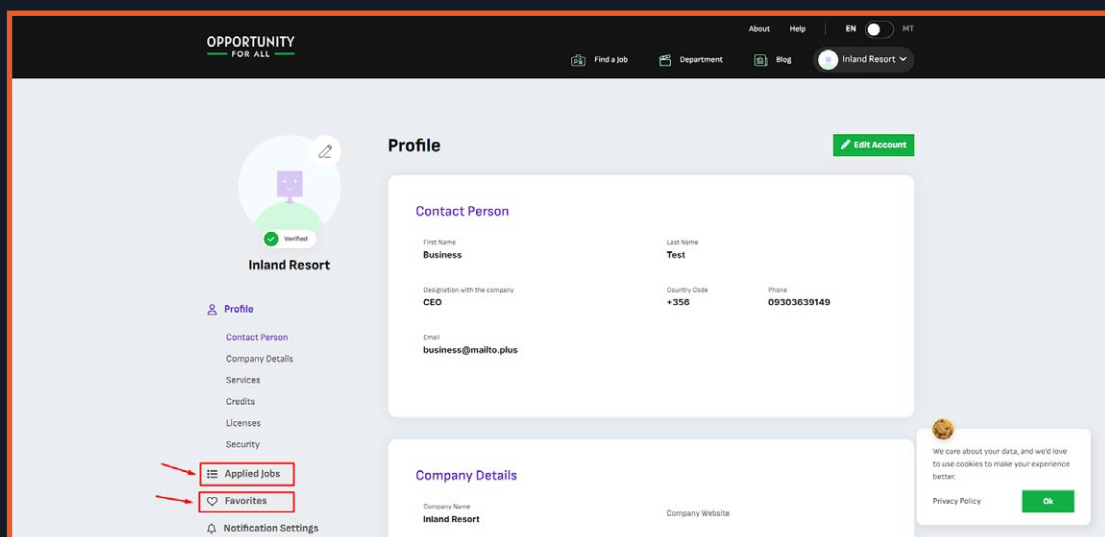 About Help EN MT
OPPORTUNITY
FOR ALL
Find a Job Department Blog Inland Resort
Profile
Edit Account
Verified
Inland Resort
Contact Person
First Name Last Name
Business Test
Designation with the company Country Code Phone
CEO +356 09303639149
Email
business@mailto.plus
Profile
Contact Person
Company Details
Services
Credits
Licenses
Security
Applied Jobs
Favorites
Notification Settings
Company Details
Company Name Company Website
Inland Resort
We care about your data, and we'd love
to use cookies to make your experience
better.
Privacy Policy Ok